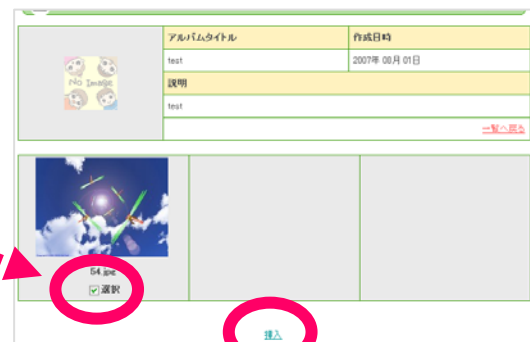 アルバムタイトル 作成日時
test 2007年 08月 01日
No Image
説明
test
一覧へ戻る
54.jpg
選択
挿入